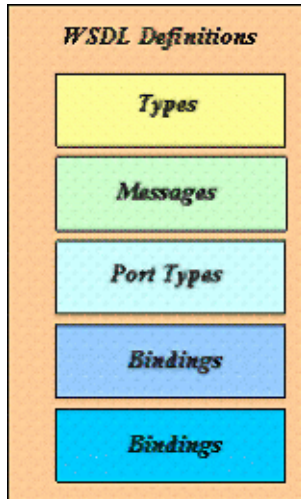 WSDL Definitions
Types
Messages
Port Types
Bindings
Bindings